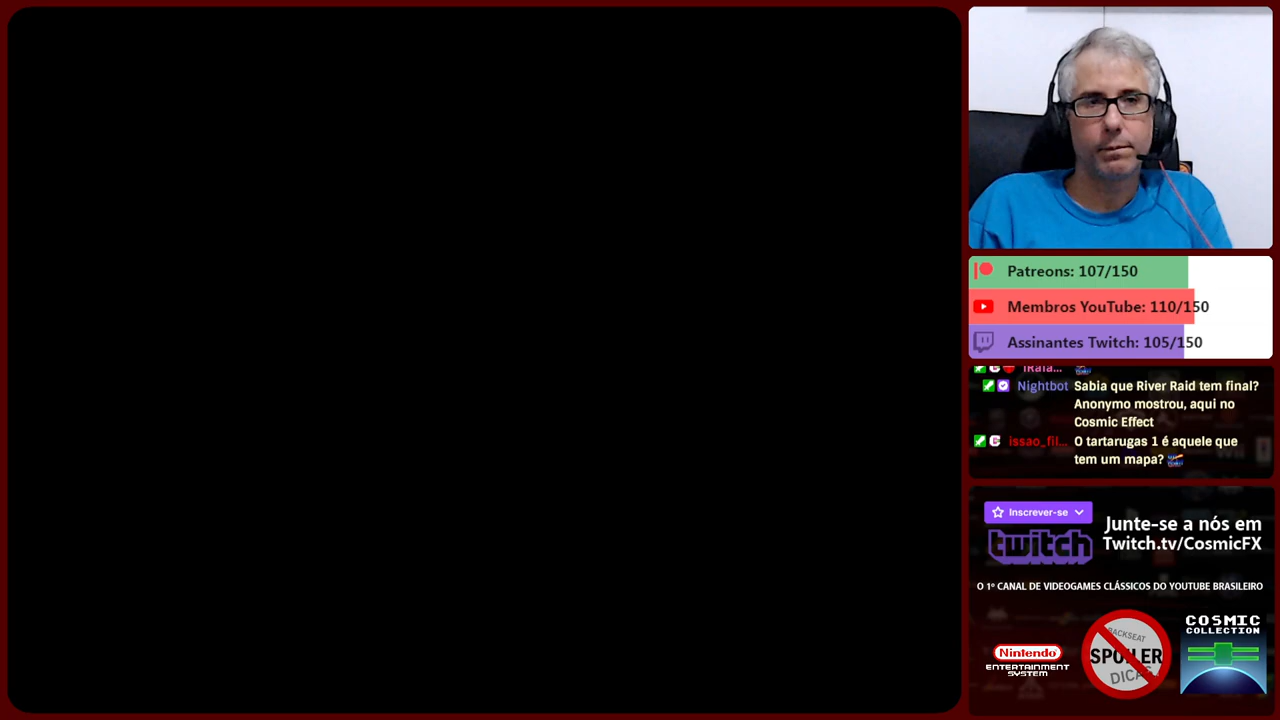 Patreons: 107/150
Membros YouTube: 110/150
Assinantes Twitch: 105/150
Nightbot Sabia que River Raid tem final?
Anonymo mostrou, aqui no
Cosmic Effect
issao_fil... O tartarugas 1 é aquele que
tem um mapa?
Inscrever-se
twitch
Junte-se a nós em
Twitch.tv/CosmicFX
O 1º CANAL DE VIDEOGAMES CLÁSSICOS DO YOUTUBE BRASILEIRO
Nintendo
ENTERTAINMENT
SYSTEM
BACKSEAT
SPOILER
DICAS
COSMIC
COLLECTION